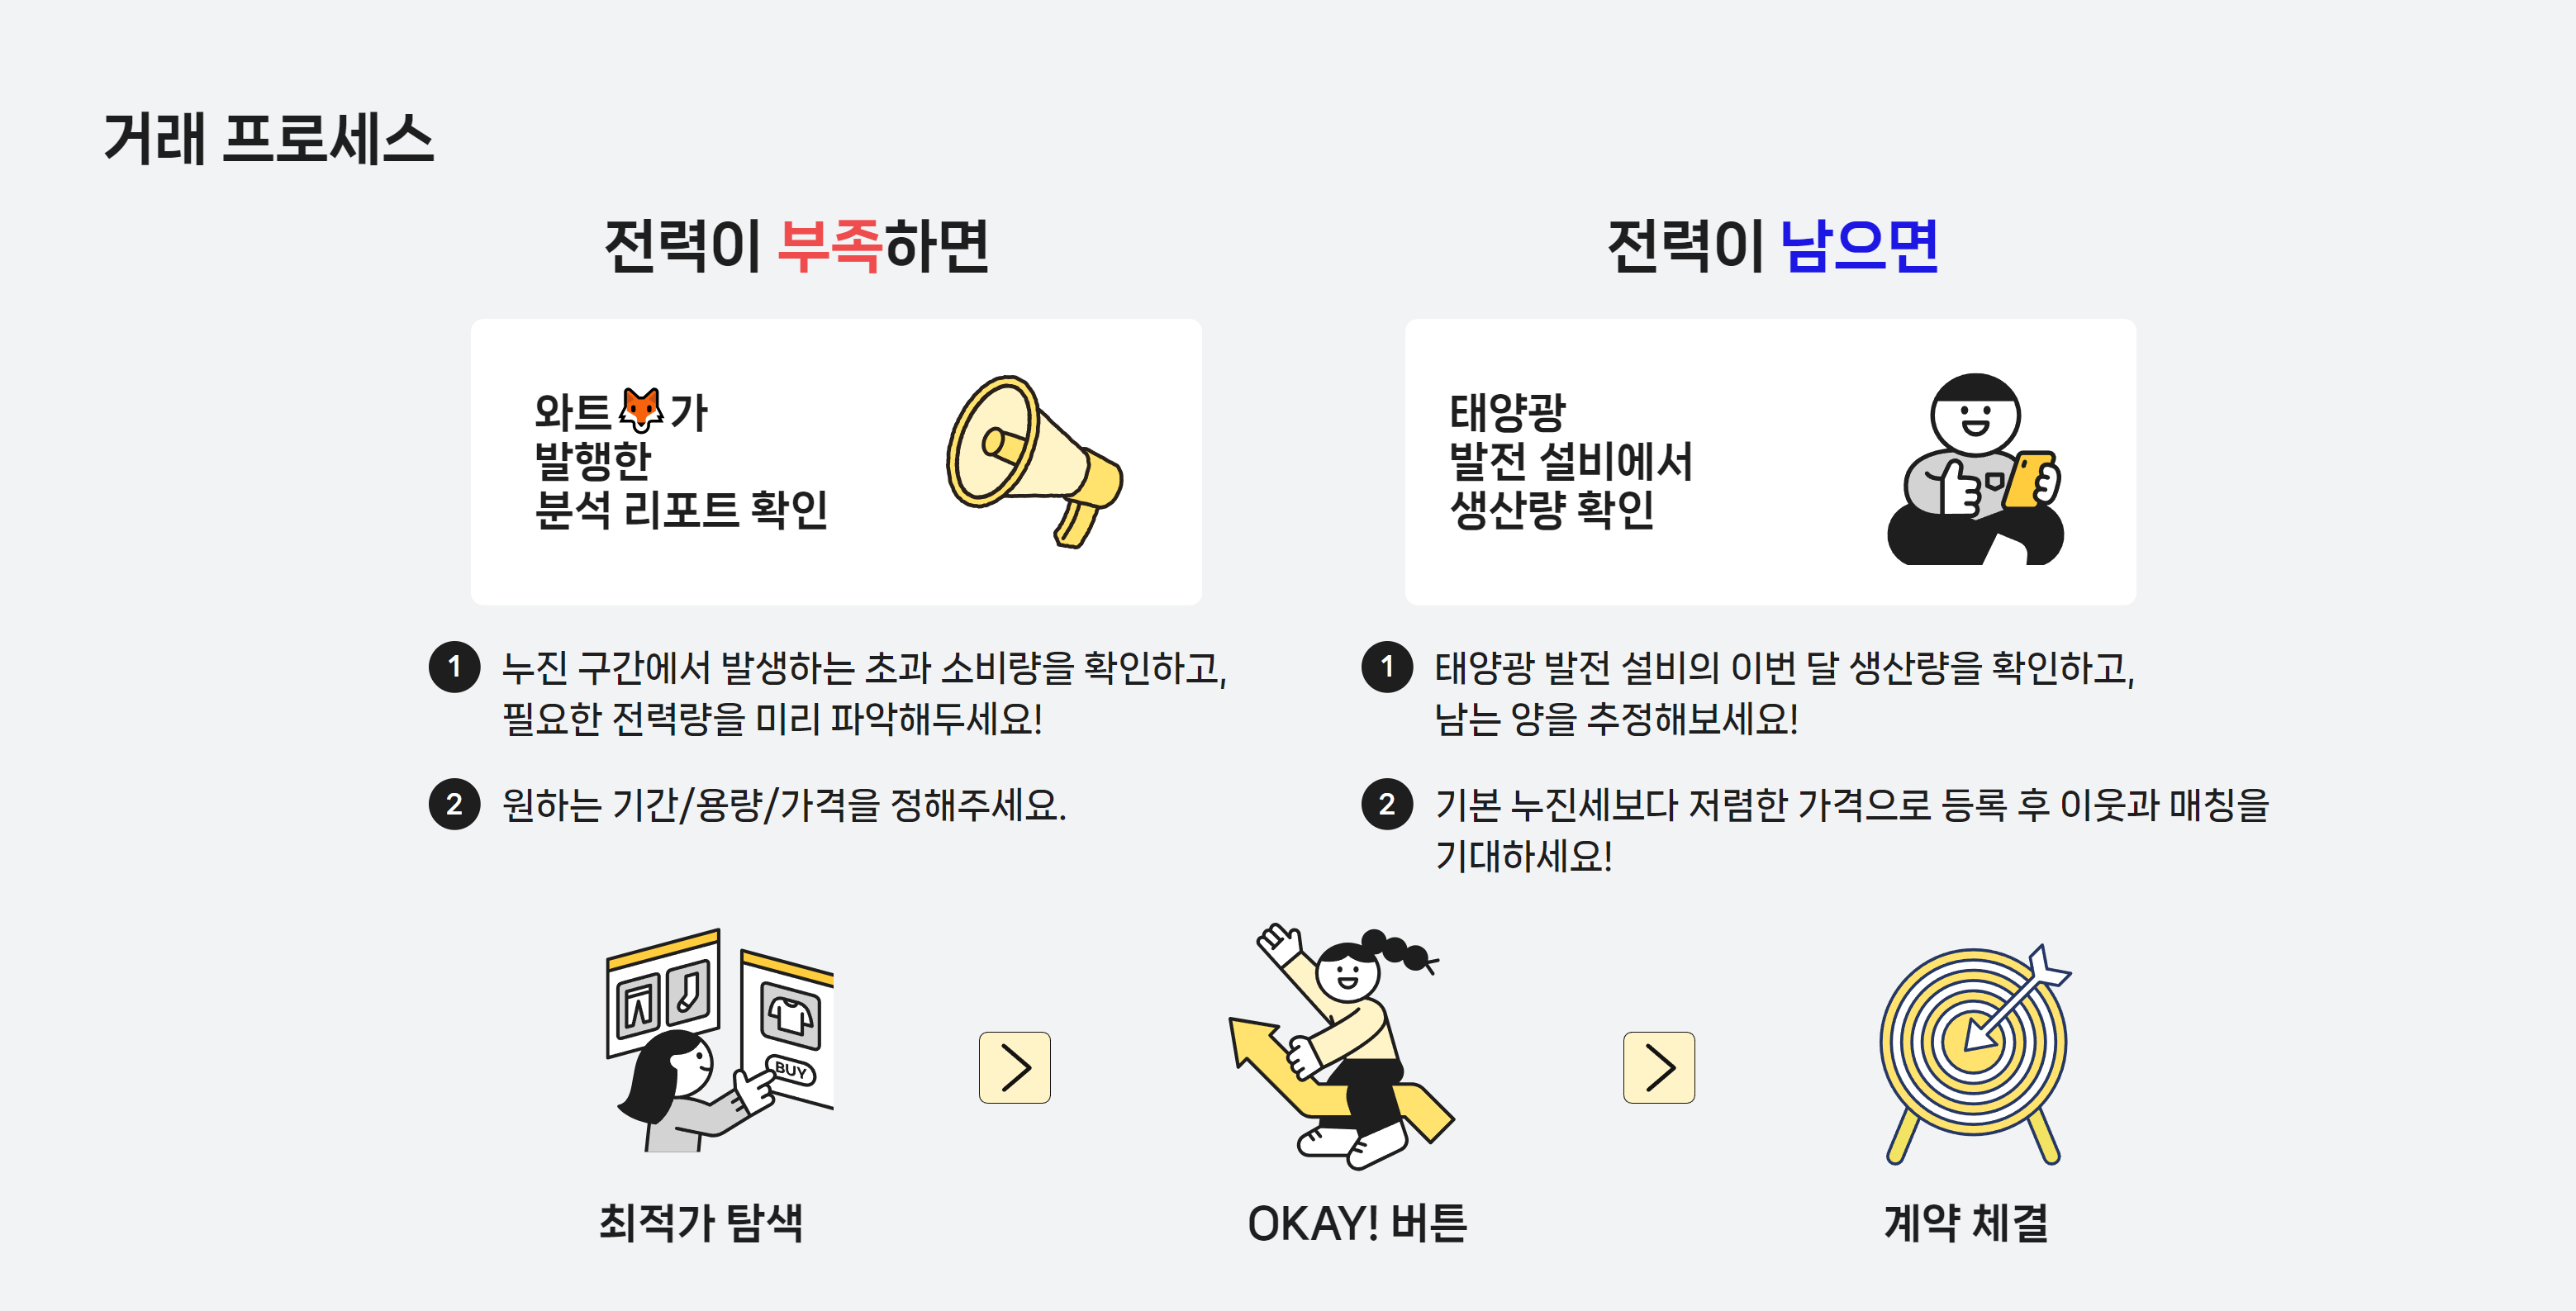 거래 프로세스
전력이 부족하면
와트🦊가
발행한
분석 리포트 확인
1 누진 구간에서 발생하는 초과 소비량을 확인하고,
필요한 전력량을 미리 파악해두세요!
2 원하는 기간/용량/가격을 정해주세요.
전력이 남으면
태양광
발전 설비에서
생산량 확인
1 태양광 발전 설비의 이번 달 생산량을 확인하고,
남는 양을 추정해보세요!
2 기본 누진세보다 저렴한 가격으로 등록 후 이웃과 매칭을
기대하세요!
BUY
최적가 탐색
OKAY! 버튼
계약 체결